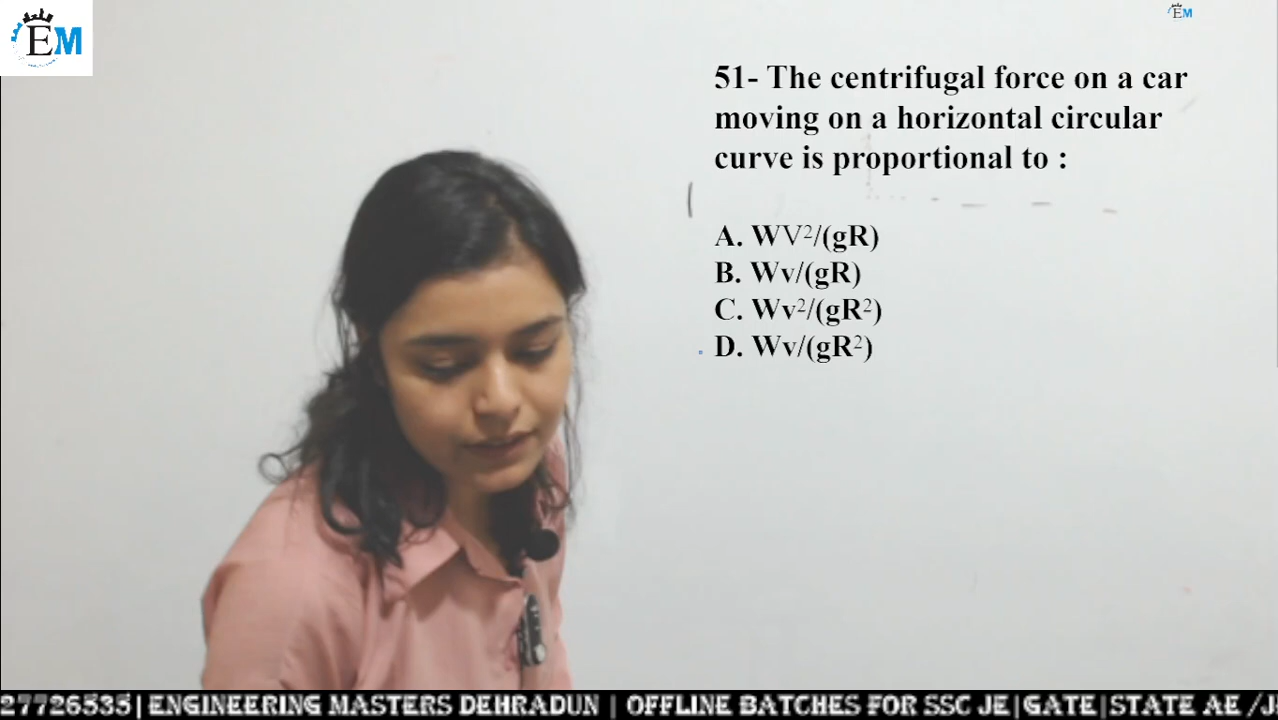 EM
EM
51- The centrifugal force on a car
moving on a horizontal circular
curve is proportional to :
A. WV²/(gR)
B. Wv/(gR)
C. Wv²/(gR²)
D. Wv/(gR²)
27726535| ENGINEERING MASTERS DEHRADUN | OFFLINE BATCHES FOR SSC JE|GATE|STATE AE /J